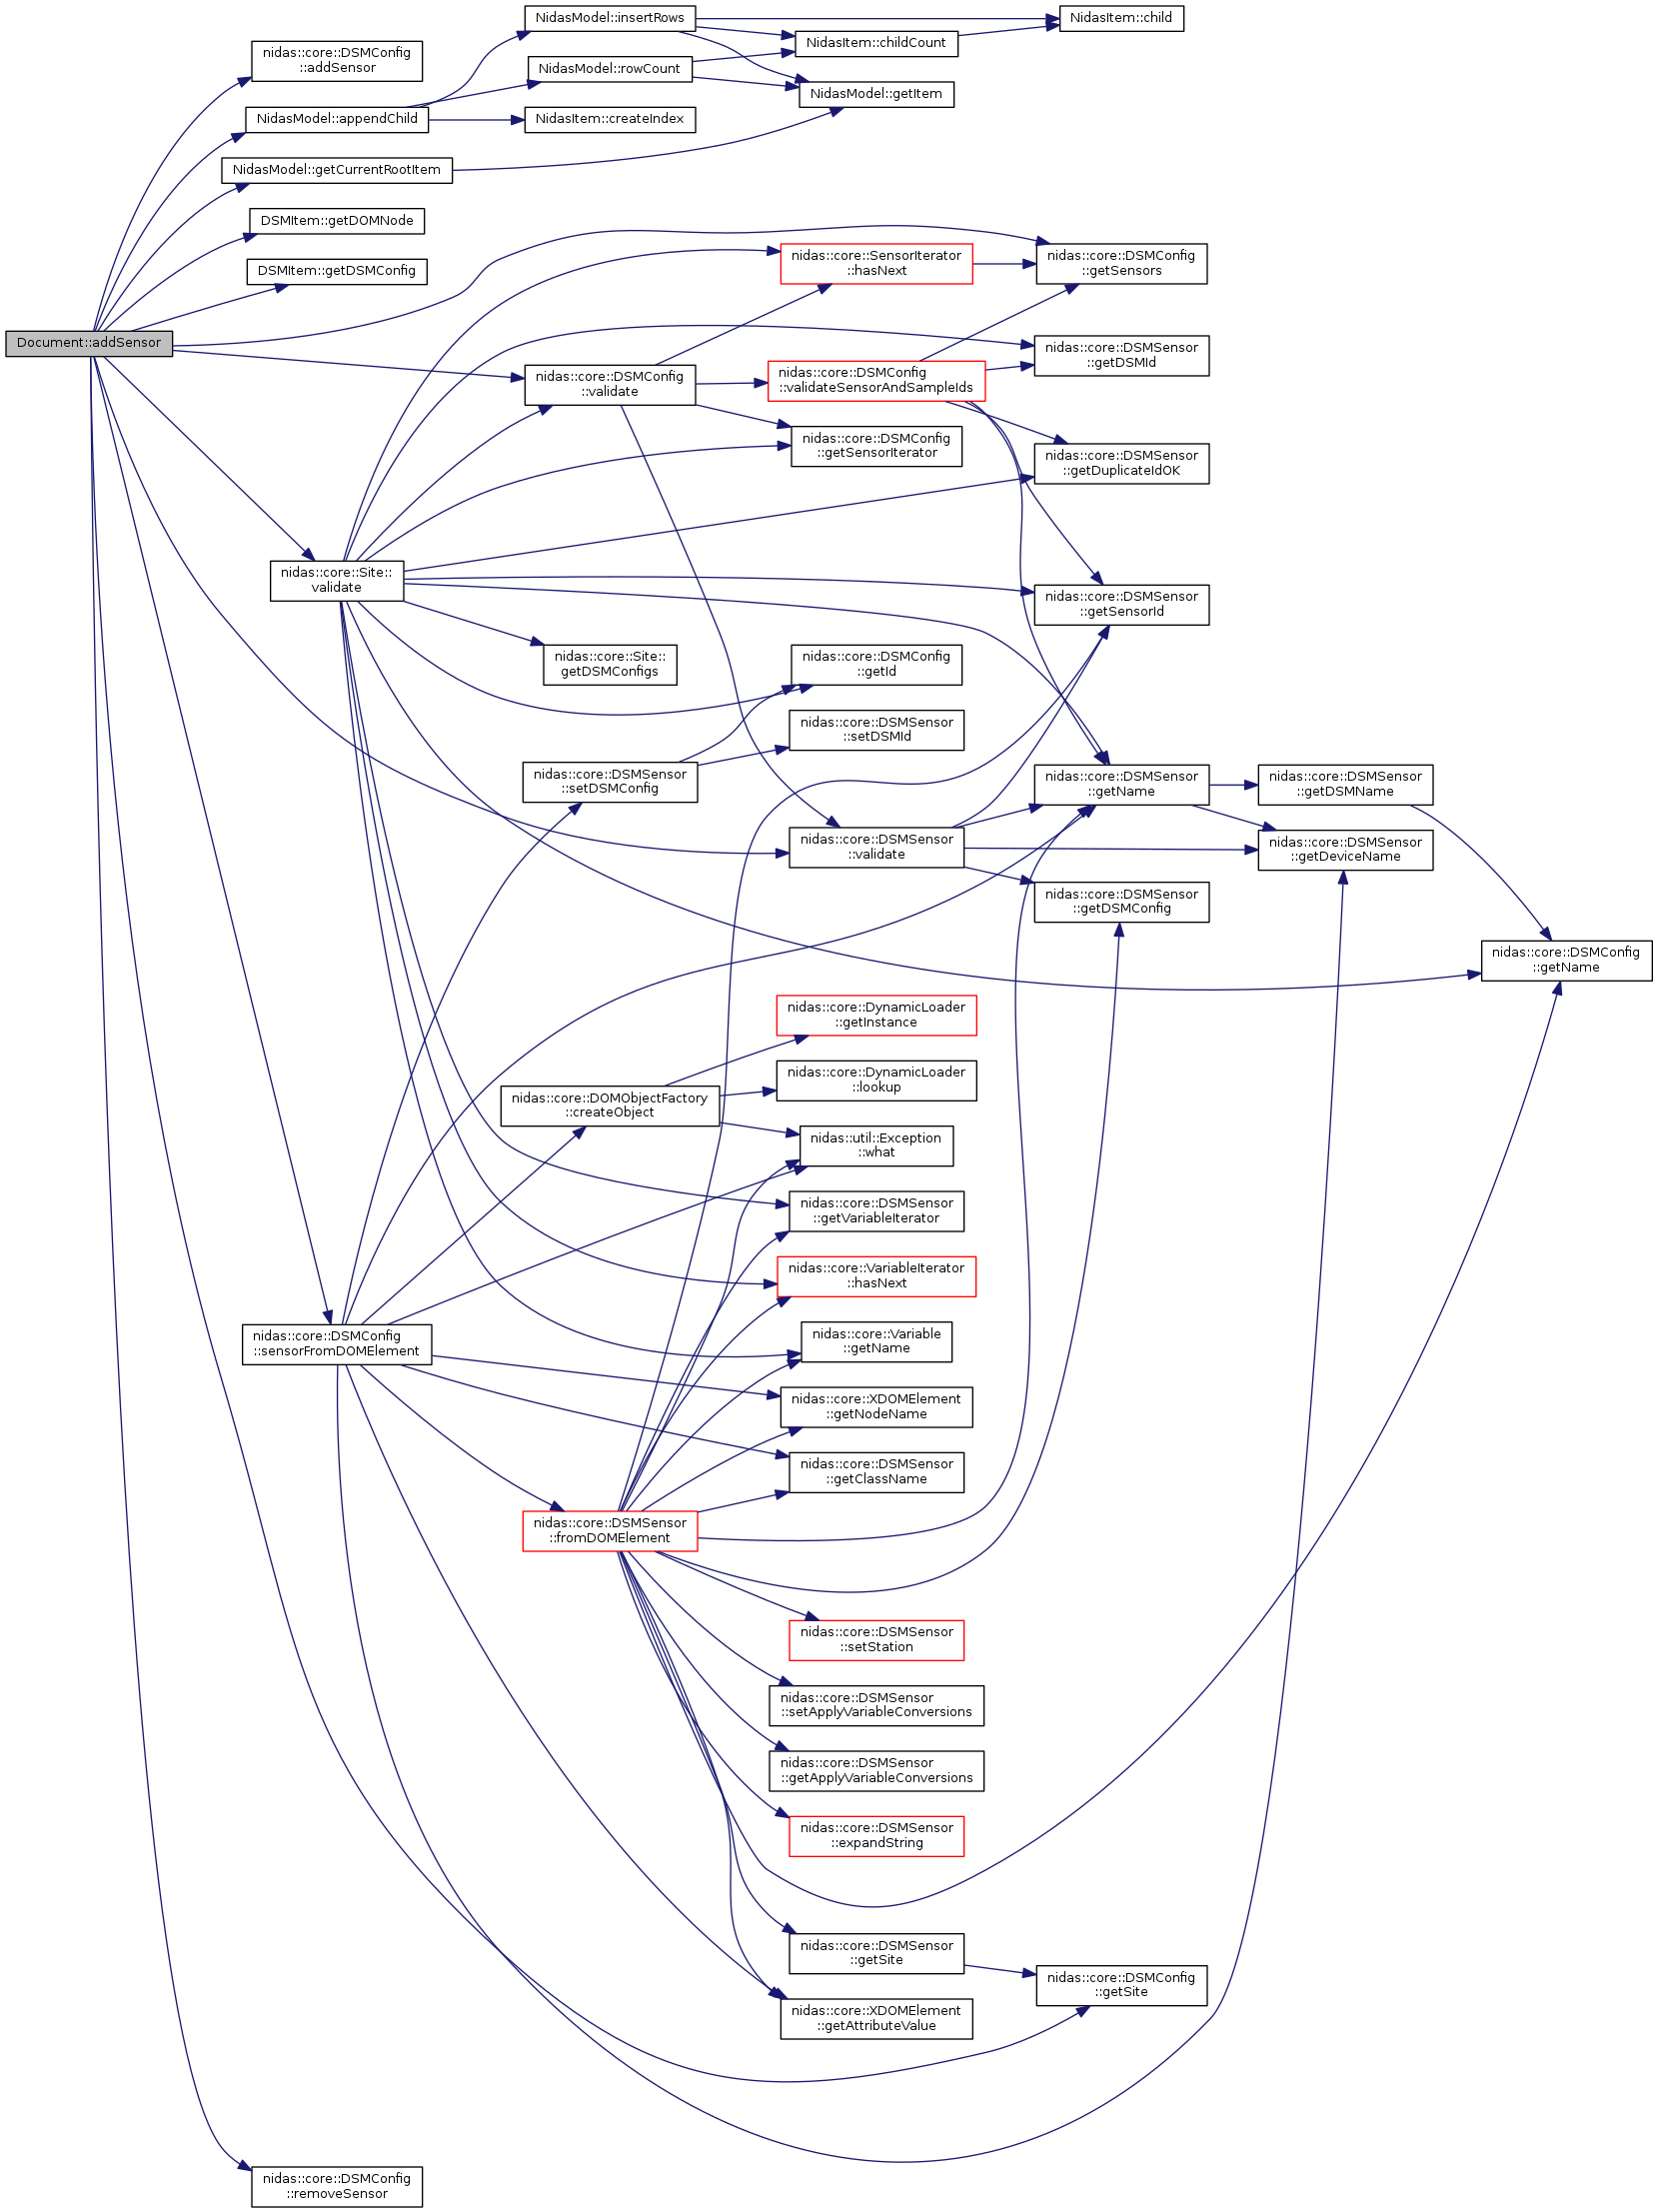 NidasModel::insertRows
NidasItem::child
nidas::core::DSMConfig
::addSensor
NidasItem::childCount
NidasModel::rowCount
NidasModel::getItem
NidasModel::appendChild
NidasItem::createIndex
NidasModel::getCurrentRootItem
DSMItem::getDOMNode
DSMItem::getDSMConfig
nidas::core::SensorIterator
::hasNext
nidas::core::DSMConfig
::getSensors
Document::addSensor
nidas::core::DSMSensor
::getDSMId
nidas::core::DSMConfig
::validate
nidas::core::DSMConfig
::validateSensorAndSampleIds
nidas::core::DSMConfig
::getSensorIterator
nidas::core::DSMSensor
::getDuplicateIdOK
nidas::core::Site::
validate
nidas::core::DSMSensor
::getSensorId
nidas::core::Site::
getDSMConfigs
nidas::core::DSMConfig
::getId
nidas::core::DSMSensor
::setDSMId
nidas::core::DSMSensor
::setDSMConfig
nidas::core::DSMSensor
::getName
nidas::core::DSMSensor
::getDSMName
nidas::core::DSMSensor
::validate
nidas::core::DSMSensor
::getDeviceName
nidas::core::DSMSensor
::getDSMConfig
nidas::core::DSMConfig
::getName
nidas::core::DynamicLoader
::getInstance
nidas::core::DynamicLoader
::lookup
nidas::core::DOMObjectFactory
::createObject
nidas::util::Exception
::what
nidas::core::DSMSensor
::getVariableIterator
nidas::core::VariableIterator
::hasNext
nidas::core::DSMConfig
::sensorFromDOMElement
nidas::core::Variable
::getName
nidas::core::XDOMElement
::getNodeName
nidas::core::DSMSensor
::getClassName
nidas::core::DSMSensor
::fromDOMElement
nidas::core::DSMSensor
::setStation
nidas::core::DSMSensor
::setApplyVariableConversions
nidas::core::DSMSensor
::getApplyVariableConversions
nidas::core::DSMSensor
::expandString
nidas::core::DSMSensor
::getSite
nidas::core::DSMConfig
::getSite
nidas::core::XDOMElement
::getAttributeValue
nidas::core::DSMConfig
::removeSensor